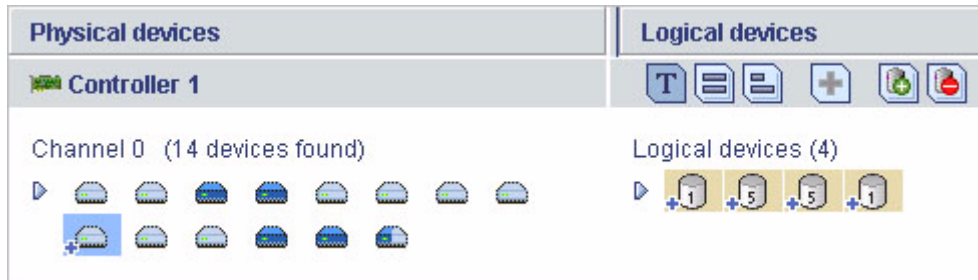 Physical devices
Logical devices
Controller 1
T
Channel 0 (14 devices found)
Logical devices (4)
1 5 5 1